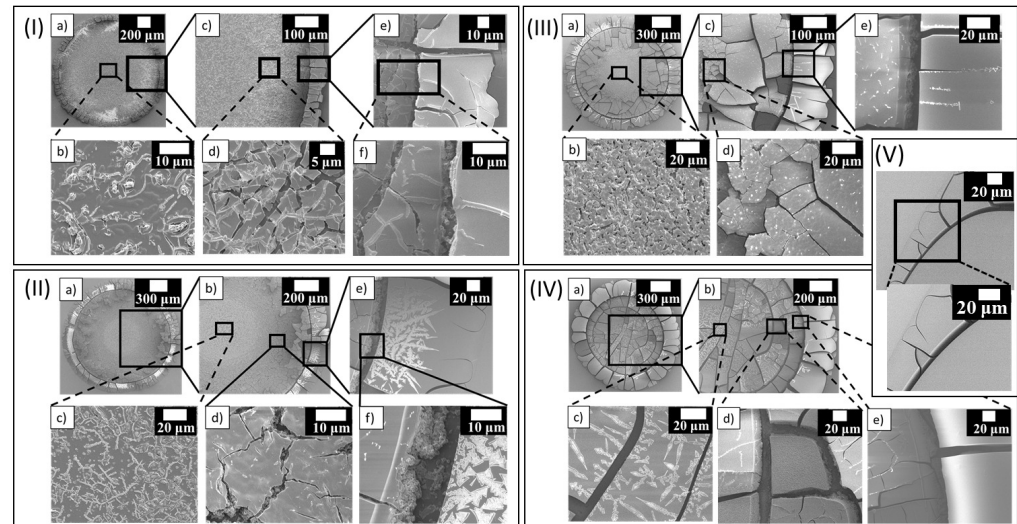 (I)
a)
200 µm
c)
100 µm
e)
10 µm
b)
10 µm
d)
5 µm
f)
10 µm
(III)
a)
300 µm
c)
100 µm
e)
20 µm
b)
20 µm
d)
20 µm
(V)
20 µm
20 µm
(II)
a)
300 µm
b)
200 µm
e)
20 µm
c)
20 µm
d)
10 µm
f)
10 µm
(IV)
a)
300 µm
b)
200 µm
c)
20 µm
d)
20 µm
e)
20 µm